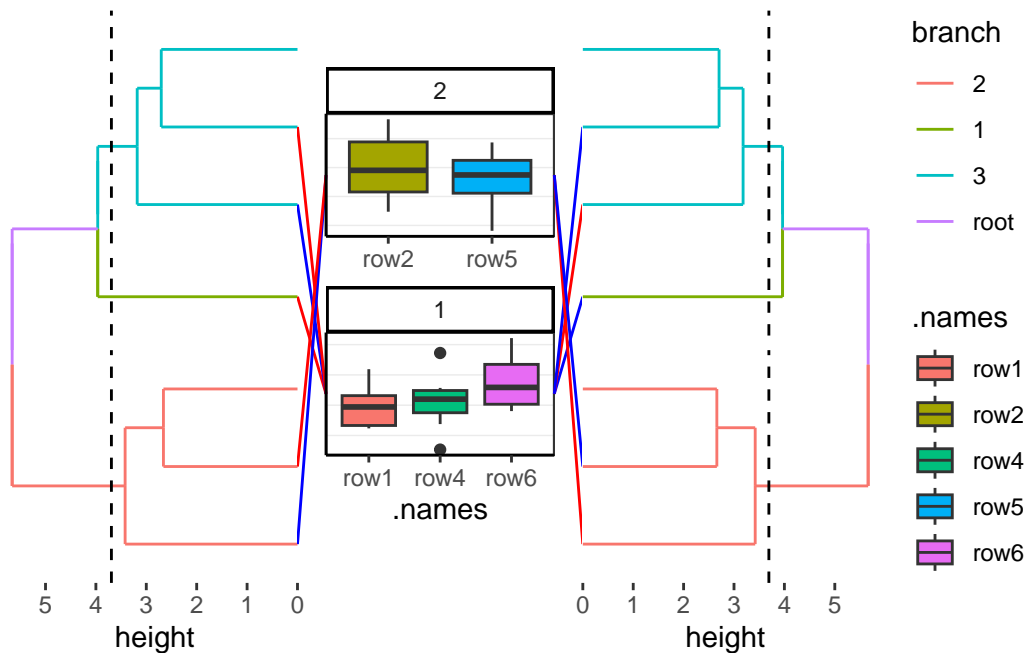 2
row2 row5
1
row1 row4 row6
.names
5 4 3 2 1 0
height
0 1 2 3 4 5
height
branch
2
1
3
root
.names
row1
row2
row4
row5
row6